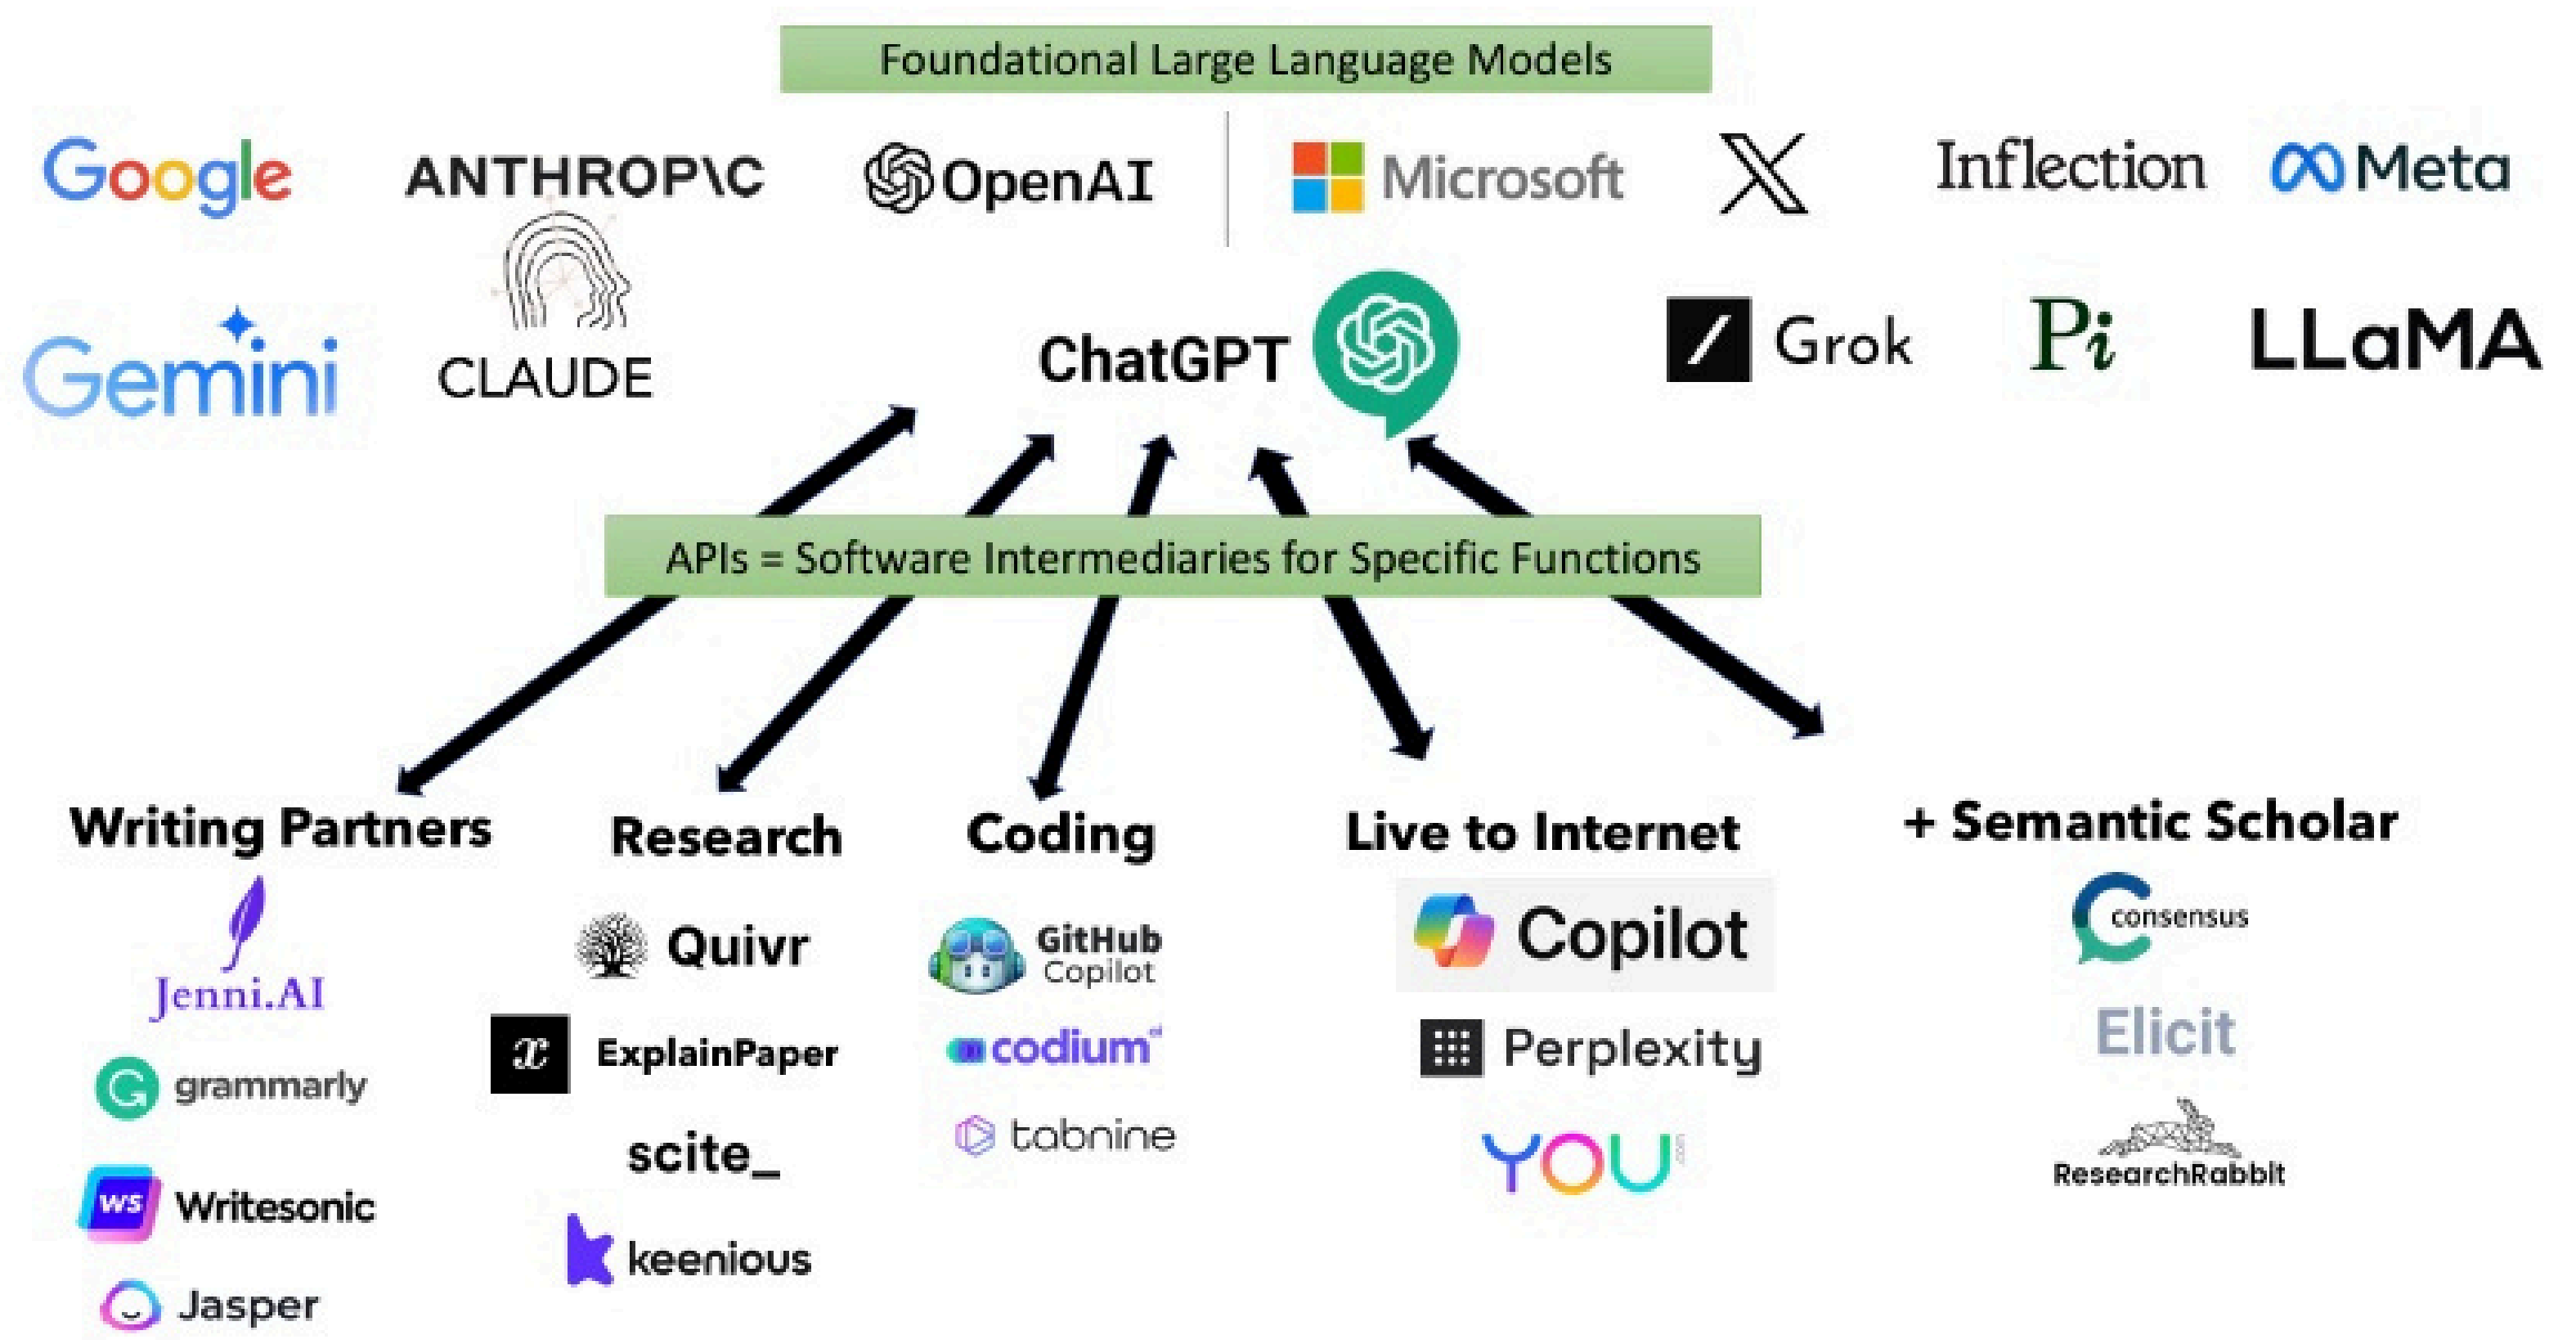 Foundational Large Language Models
Google
ANTHROP\C
OpenAI
Microsoft
X
Inflection
Meta
Gemini
CLAUDE
ChatGPT
Grok
Pi
LLaMA
APIs = Software Intermediaries for Specific Functions
Writing Partners
Jenni.AI
grammarly
WS Writesonic
Jasper
Research
Quivr
x ExplainPaper
scite_
keenious
Coding
GitHub
Copilot
codium
tabnine
Live to Internet
Copilot
Perplexity
YOU
+ Semantic Scholar
consensus
Elicit
ResearchRabbit